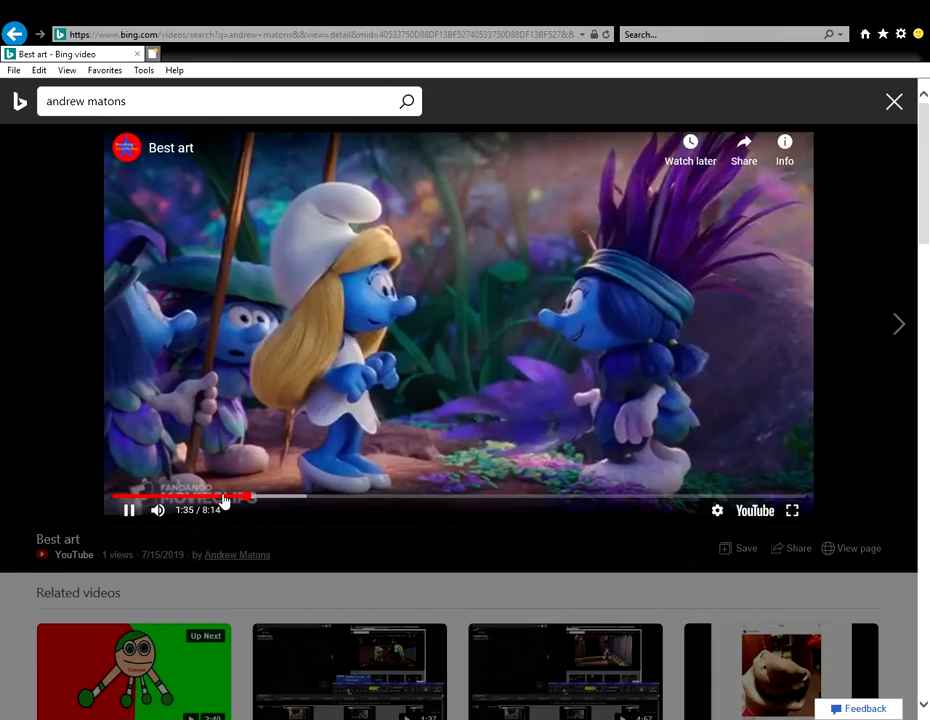 https://www.bing.com/videos/search?q=andrew+matons&&view=detail&mid=40533750D88DF13BF52740533750D88DF13BF527&&
Search...
Best art - Bing video
File Edit View Favorites Tools Help
andrew matons
Best art
Watch later Share Info
FANDANGO
1:35 / 8:14
YouTube
Best art
YouTube · 1 views · 7/15/2019 · by Andrew Matons
Save Share View page
Related videos
Up Next
Feedback